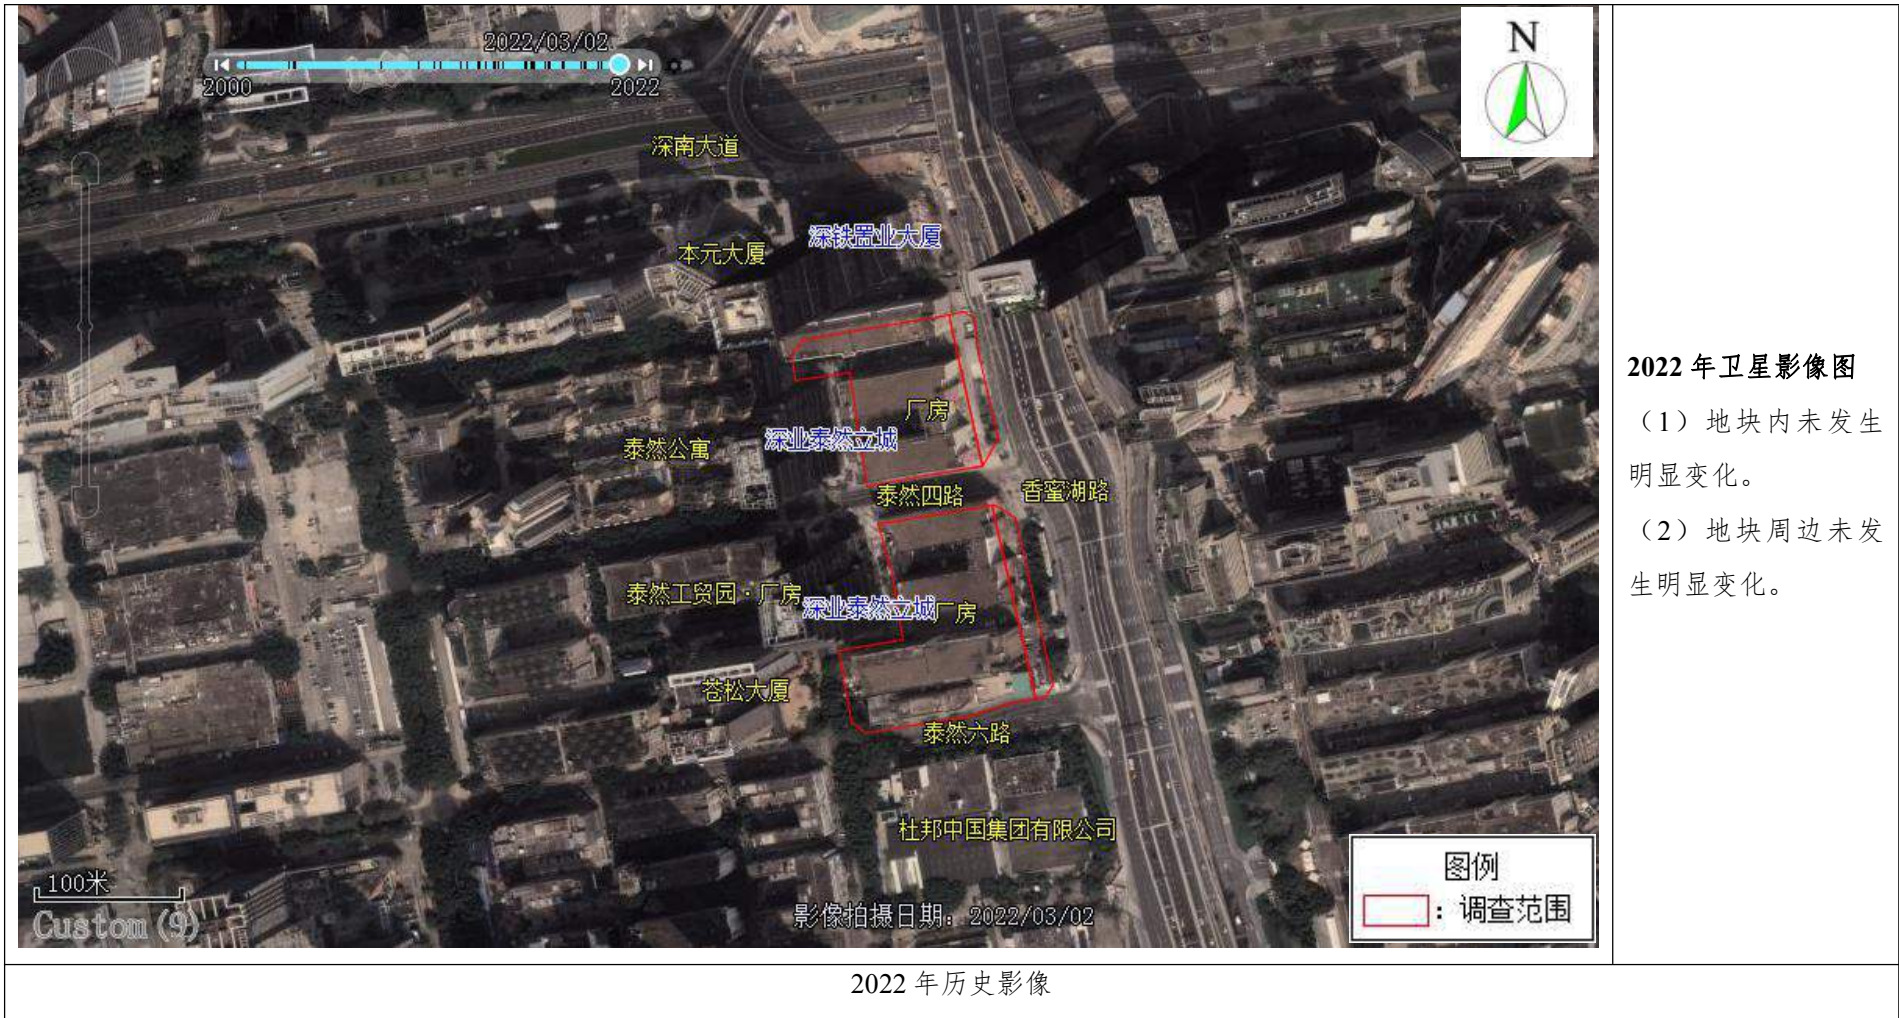 2022/03/02
2000
2022
N
深南大道
深铁置业大厦
本元大厦
厂房
深业泰然立城
泰然公寓
泰然四路
香蜜湖路
泰然工贸园·厂房
深业泰然立城
厂房
苍松大厦
泰然六路
杜邦中国集团有限公司
100米
Custom(9)
影像拍摄日期: 2022/03/02
图例
：调查范围
2022 年卫星影像图
（1）地块内未发生
明显变化。
（2）地块周边未发
生明显变化。
2022 年历史影像